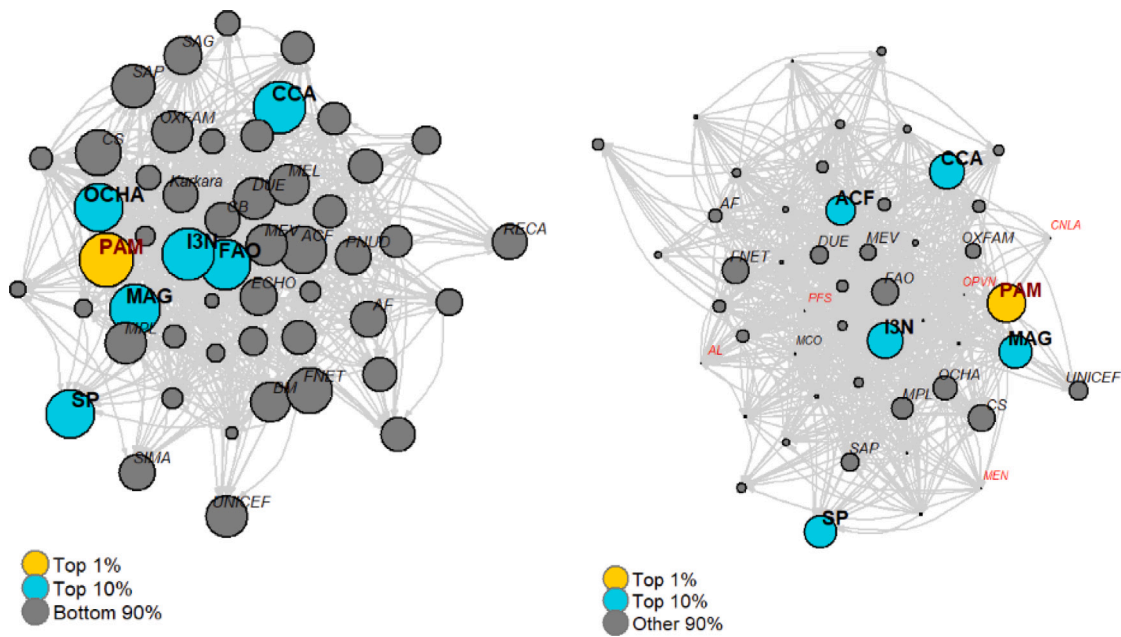 SAG
SAP
CCA
OXFAM
CS
Karkara
MEL
DUE
OCHA
GB
RECA
I3N
MEV
ACF
PNUD
PAM
FAO
ECHO
MAG
AF
MPL
FNET
BM
SP
SIMA
UNICEF
Top 1%
Top 10%
Bottom 90%
CCA
ACF
AF
CNLA
DUE
MEV
OXFAM
FNET
FAO
OPVN
PAM
PFS
I3N
MAG
AL
MCO
UNICEF
OCHA
MPL
CS
SAP
MEN
SP
Top 1%
Top 10%
Other 90%